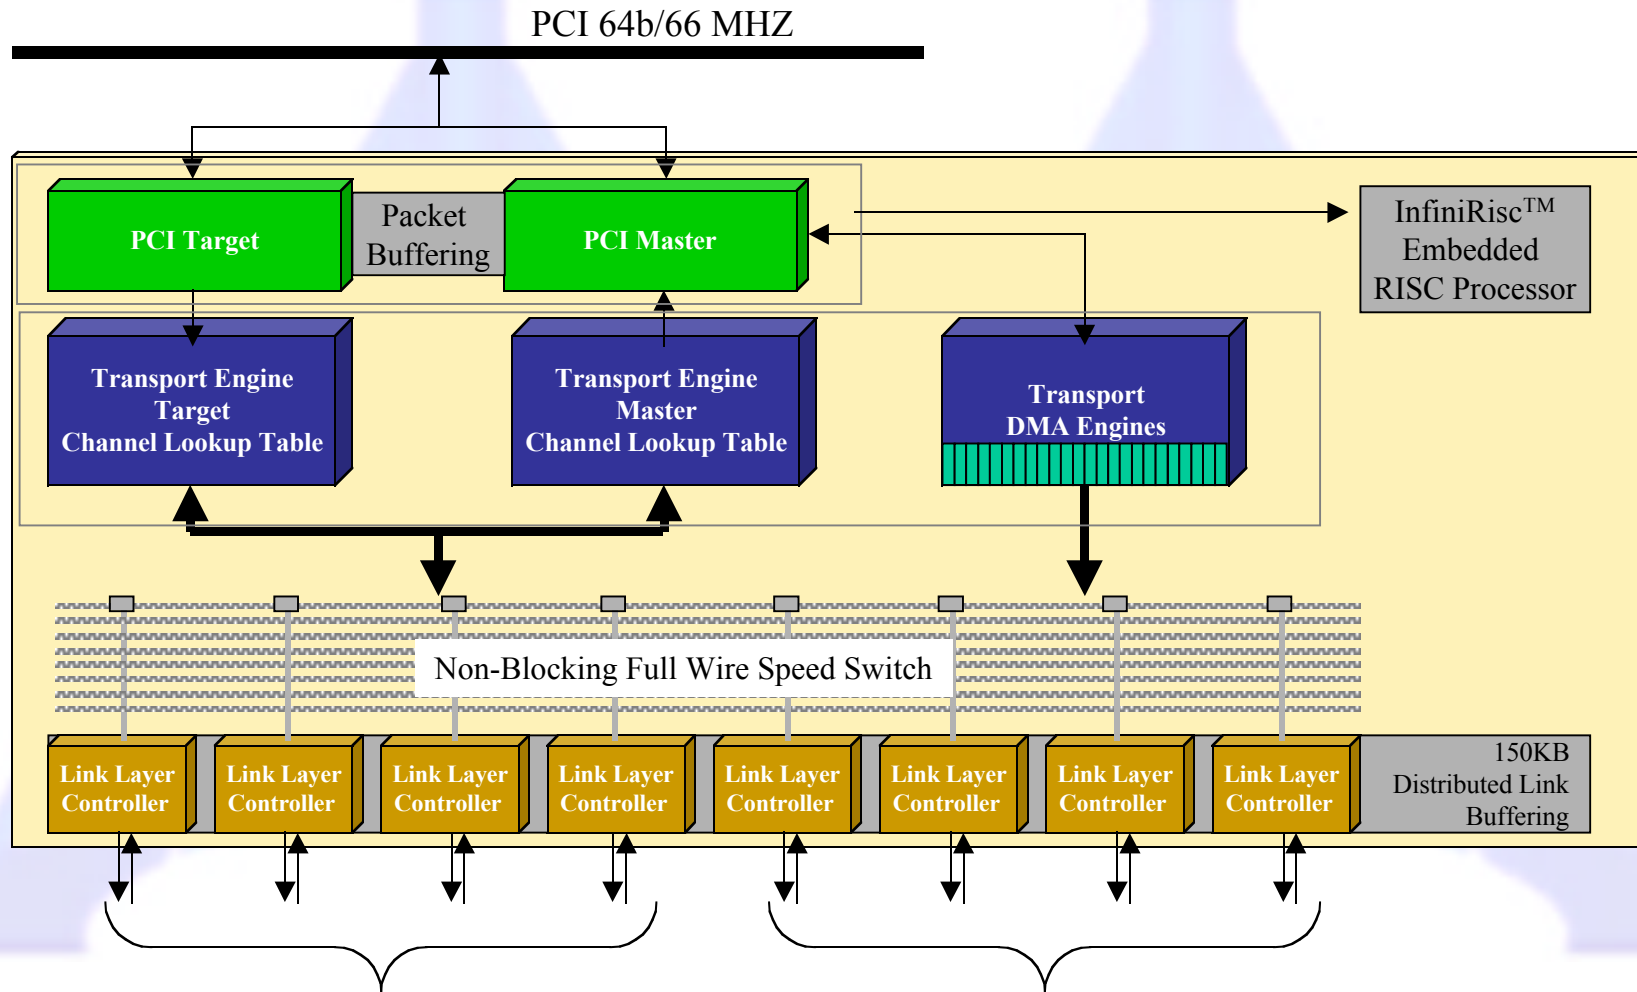 PCI 64b/66 MHZ
PCI Target
Packet
Buffering
PCI Master
InfiniRisc™
Embedded
RISC Processor
Transport Engine
Target
Channel Lookup Table
Transport Engine
Master
Channel Lookup Table
Transport
DMA Engines
Non-Blocking Full Wire Speed Switch
Link Layer
Controller
Link Layer
Controller
Link Layer
Controller
Link Layer
Controller
Link Layer
Controller
Link Layer
Controller
Link Layer
Controller
Link Layer
Controller
150KB
Distributed Link
Buffering